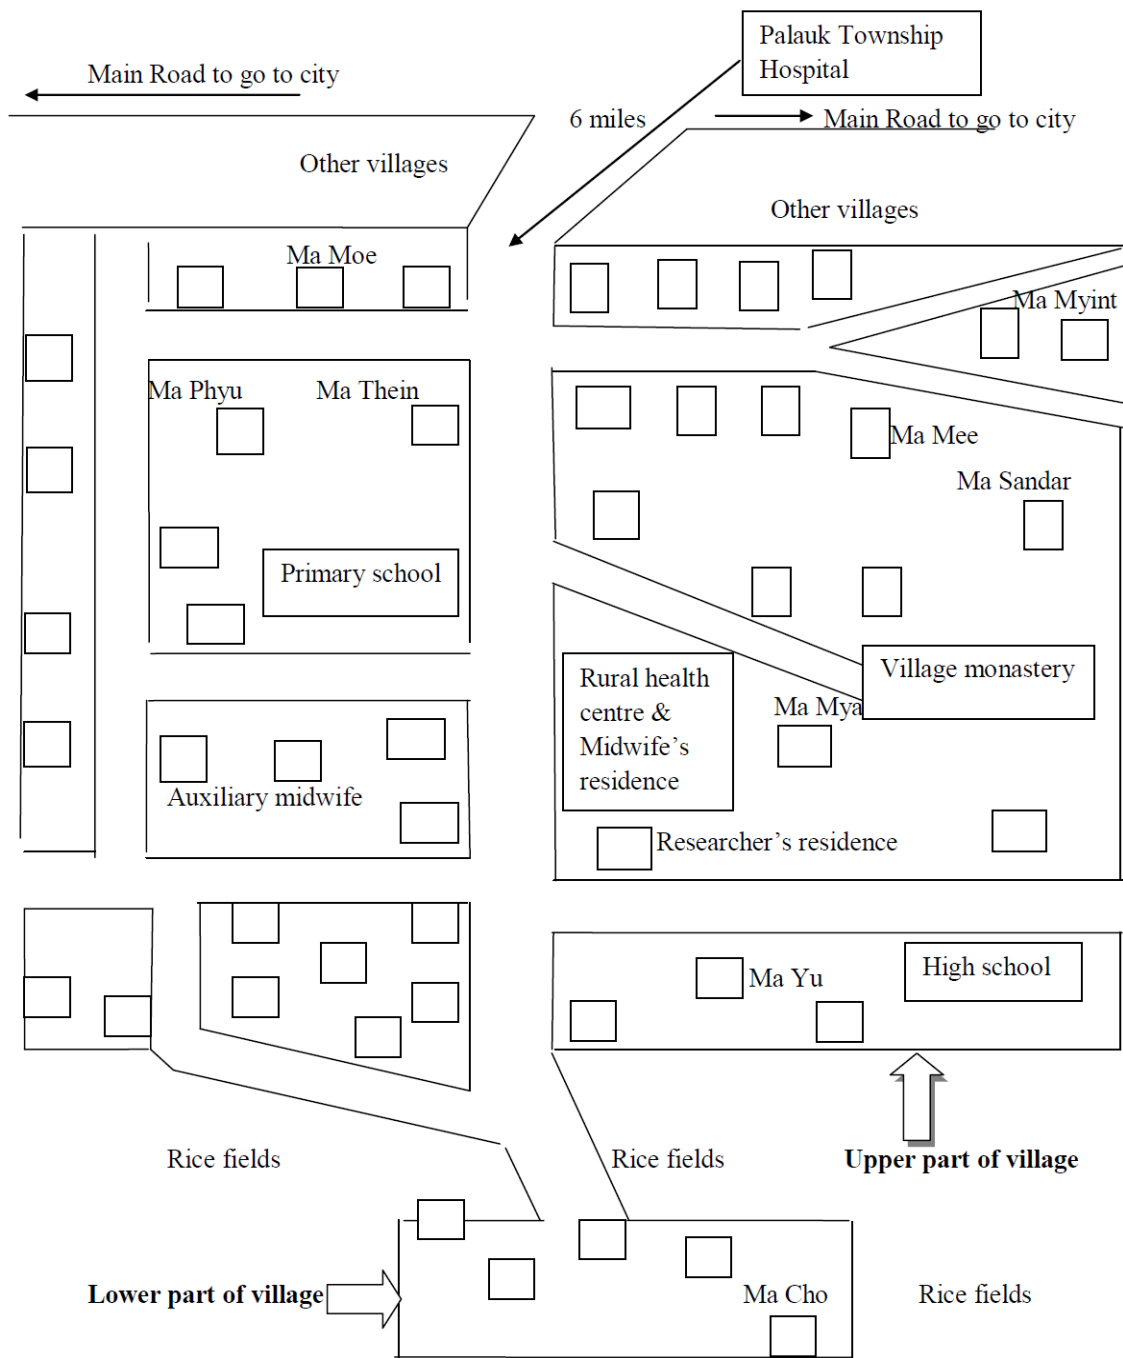 Palauk Township
Hospital
Main Road to go to city
6 miles
Main Road to go to city
Other villages
Other villages
Ma Moe
Ma Myint
Ma Phyu
Ma Thein
Ma Mee
Ma Sandar
Primary school
Rural health
centre &
Midwife's
residence
Village monastery
Ma Mya
Auxiliary midwife
Researcher's residence
Ma Yu
High school
Rice fields
Rice fields
Upper part of village
Lower part of village
Ma Cho
Rice fields